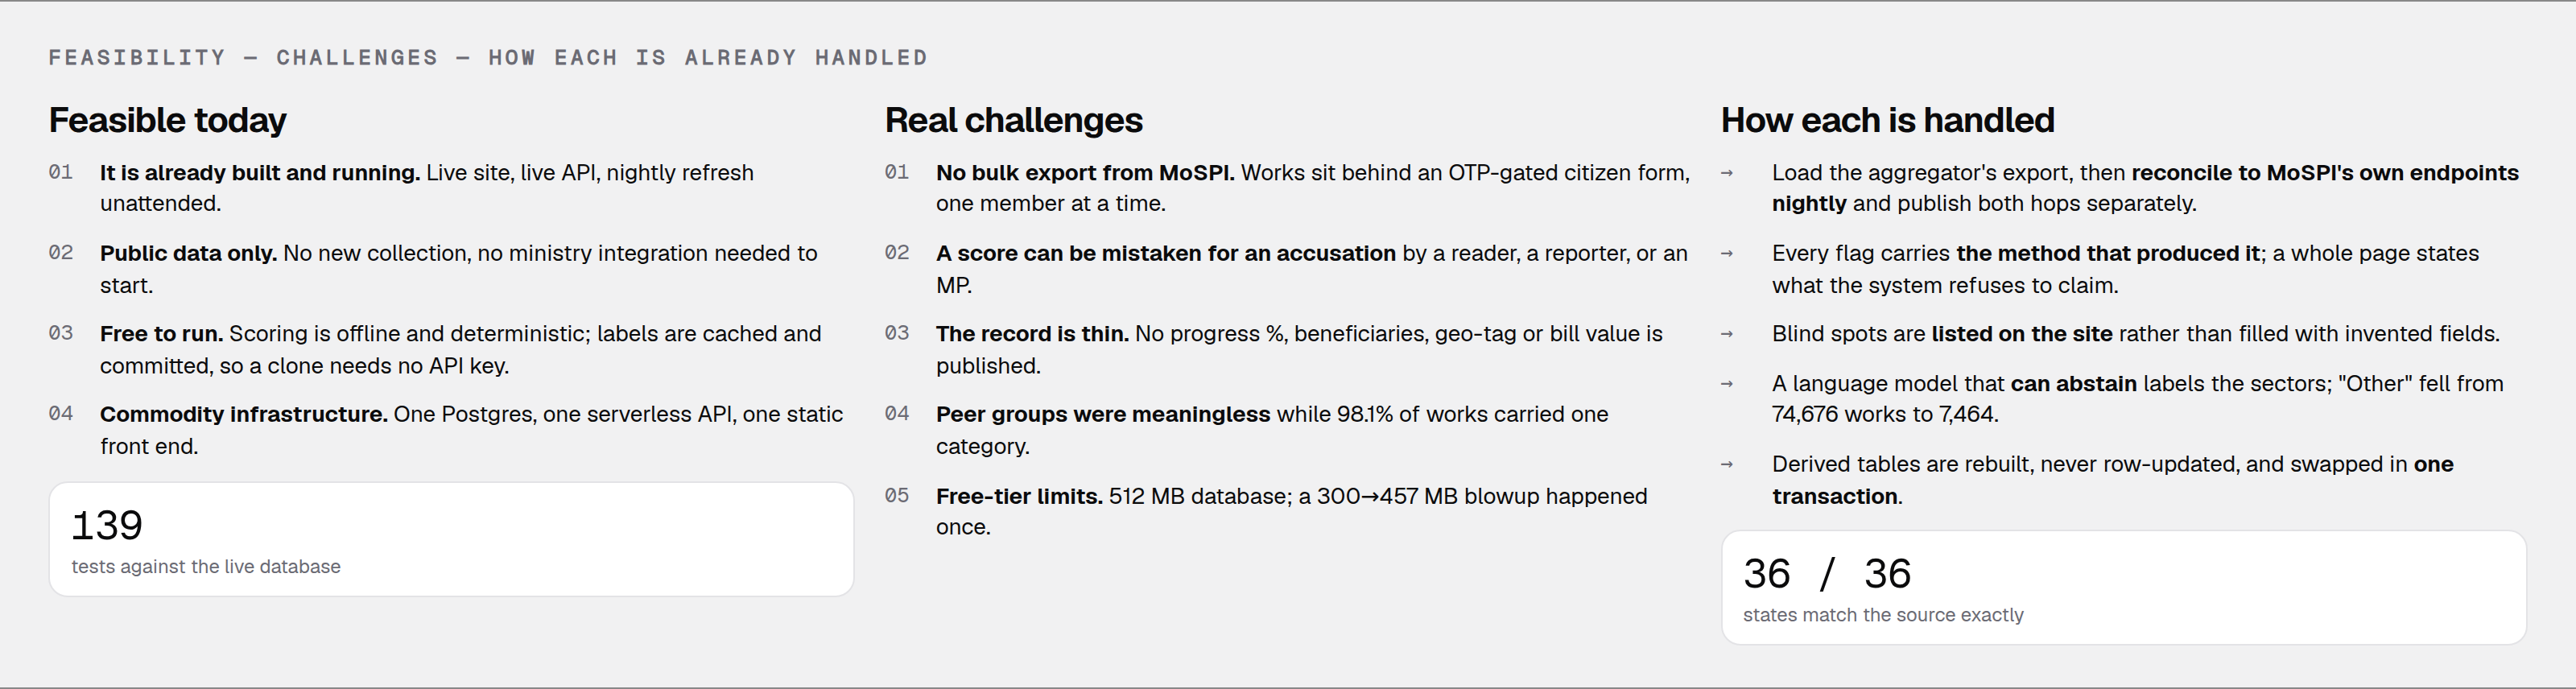 FEASIBILITY — CHALLENGES — HOW EACH IS ALREADY HANDLED
Feasible today
01 It is already built and running. Live site, live API, nightly refresh
unattended.
02 Public data only. No new collection, no ministry integration needed to
start.
03 Free to run. Scoring is offline and deterministic; labels are cached and
committed, so a clone needs no API key.
04 Commodity infrastructure. One Postgres, one serverless API, one static
front end.
139
tests against the live database
Real challenges
01 No bulk export from MoSPI. Works sit behind an OTP-gated citizen form,
one member at a time.
02 A score can be mistaken for an accusation by a reader, a reporter, or an
MP.
03 The record is thin. No progress %, beneficiaries, geo-tag or bill value is
published.
04 Peer groups were meaningless while 98.1% of works carried one
category.
05 Free-tier limits. 512 MB database; a 300→457 MB blowup happened
once.
How each is handled
→ Load the aggregator's export, then reconcile to MoSPI's own endpoints
nightly and publish both hops separately.
→ Every flag carries the method that produced it; a whole page states
what the system refuses to claim.
→ Blind spots are listed on the site rather than filled with invented fields.
→ A language model that can abstain labels the sectors; "Other" fell from
74,676 works to 7,464.
→ Derived tables are rebuilt, never row-updated, and swapped in one
transaction.
36 / 36
states match the source exactly